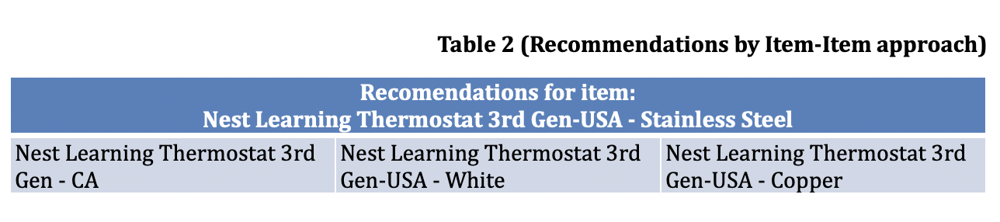 Table 2 (Recommendations by Item-Item approach)
Recomendations for item:
Nest Learning Thermostat 3rd Gen-USA - Stainless Steel
Nest Learning Thermostat 3rd
Gen - CA
Nest Learning Thermostat 3rd
Gen-USA - White
Nest Learning Thermostat 3rd
Gen-USA - Copper